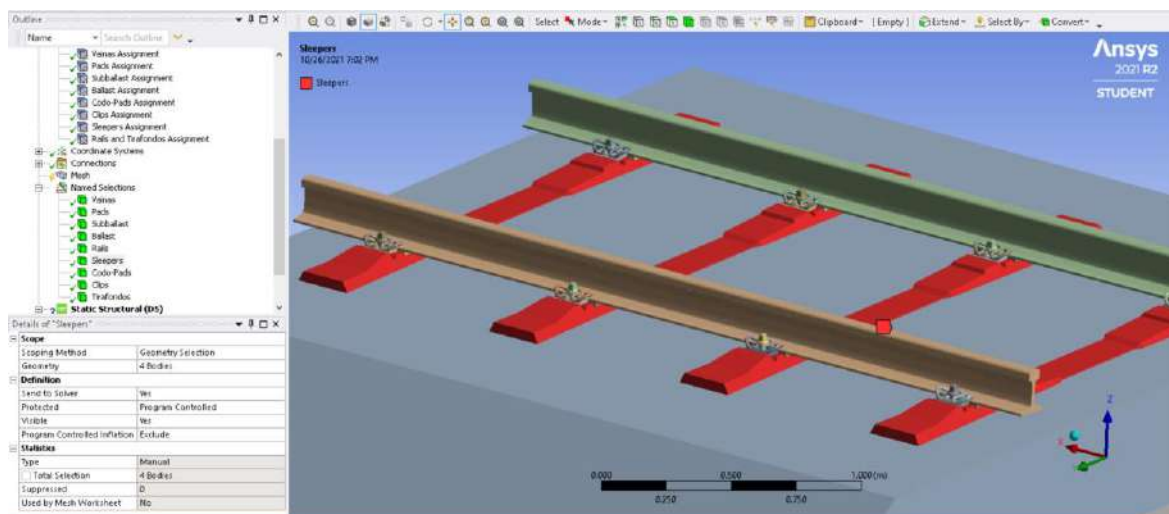 Outline
Name
Search Outline
Vainas Assignment
Pads Assignment
Subballast Assignment
Ballast Assignment
Codo-Pads Assignment
Clips Assignment
Sleepers Assignment
Rails and Tirafondos Assignment
Coordinate Systems
Connections
Mesh
Named Selections
Vainas
Pads
Subballast
Ballast
Rails
Sleepers
Codo-Pads
Clips
Tirafondos
Static Structural (D5)
Details of "Sleepers"
Scope
Scoping Method Geometry Selection
Geometry 4 Bodies
Definition
Send to Solver Yes
Protected Program Controlled
Visible Yes
Program Controlled Inflation Exclude
Statistics
Type Manual
Total Selection 4 Bodies
Suppressed 0
Used by Mesh Worksheet No
Select Mode Clipboard [Empty] Extend Select By Convert
Sleepers
10/26/2021 7:02 PM
Sleepers
Ansys
2021 R2
STUDENT
Z
X
0.000 0.500 1.000 (m)
0.250 0.750